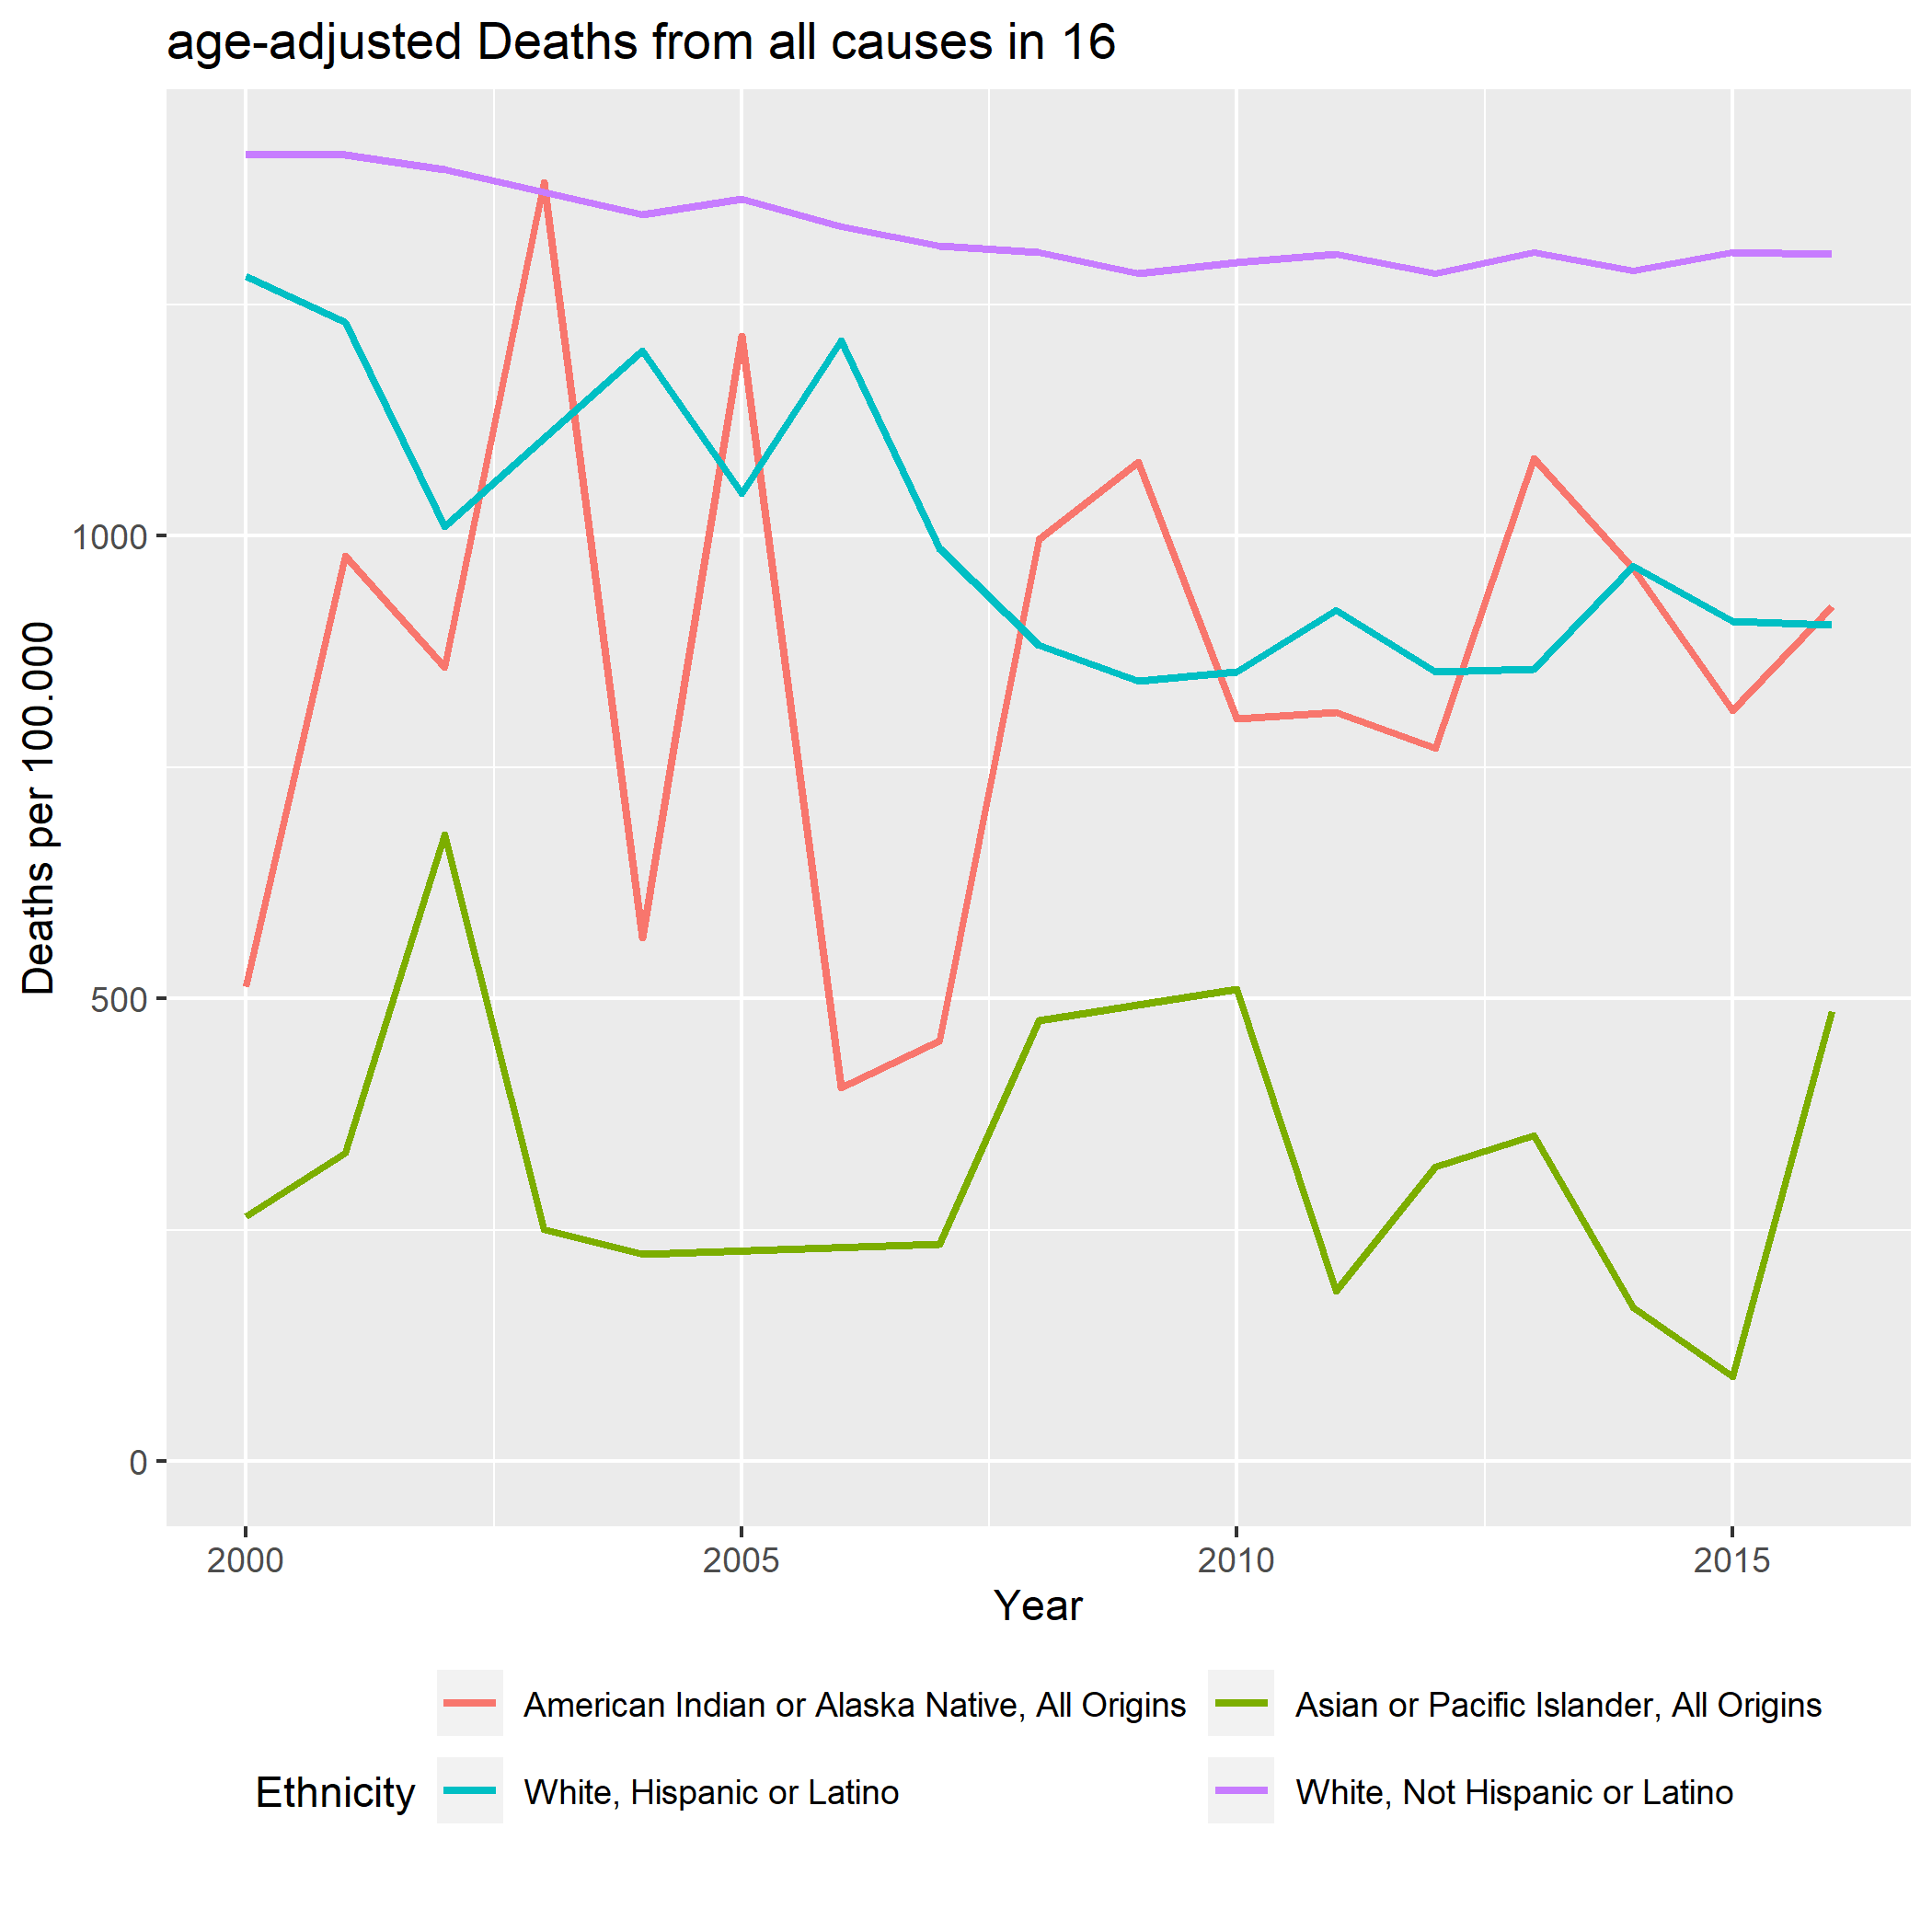 age-adjusted Deaths from all causes in 16
Deaths per 100.000
1000
500
0
2000 2005 2010 2015
Year
Ethnicity
American Indian or Alaska Native, All Origins
Asian or Pacific Islander, All Origins
White, Hispanic or Latino
White, Not Hispanic or Latino